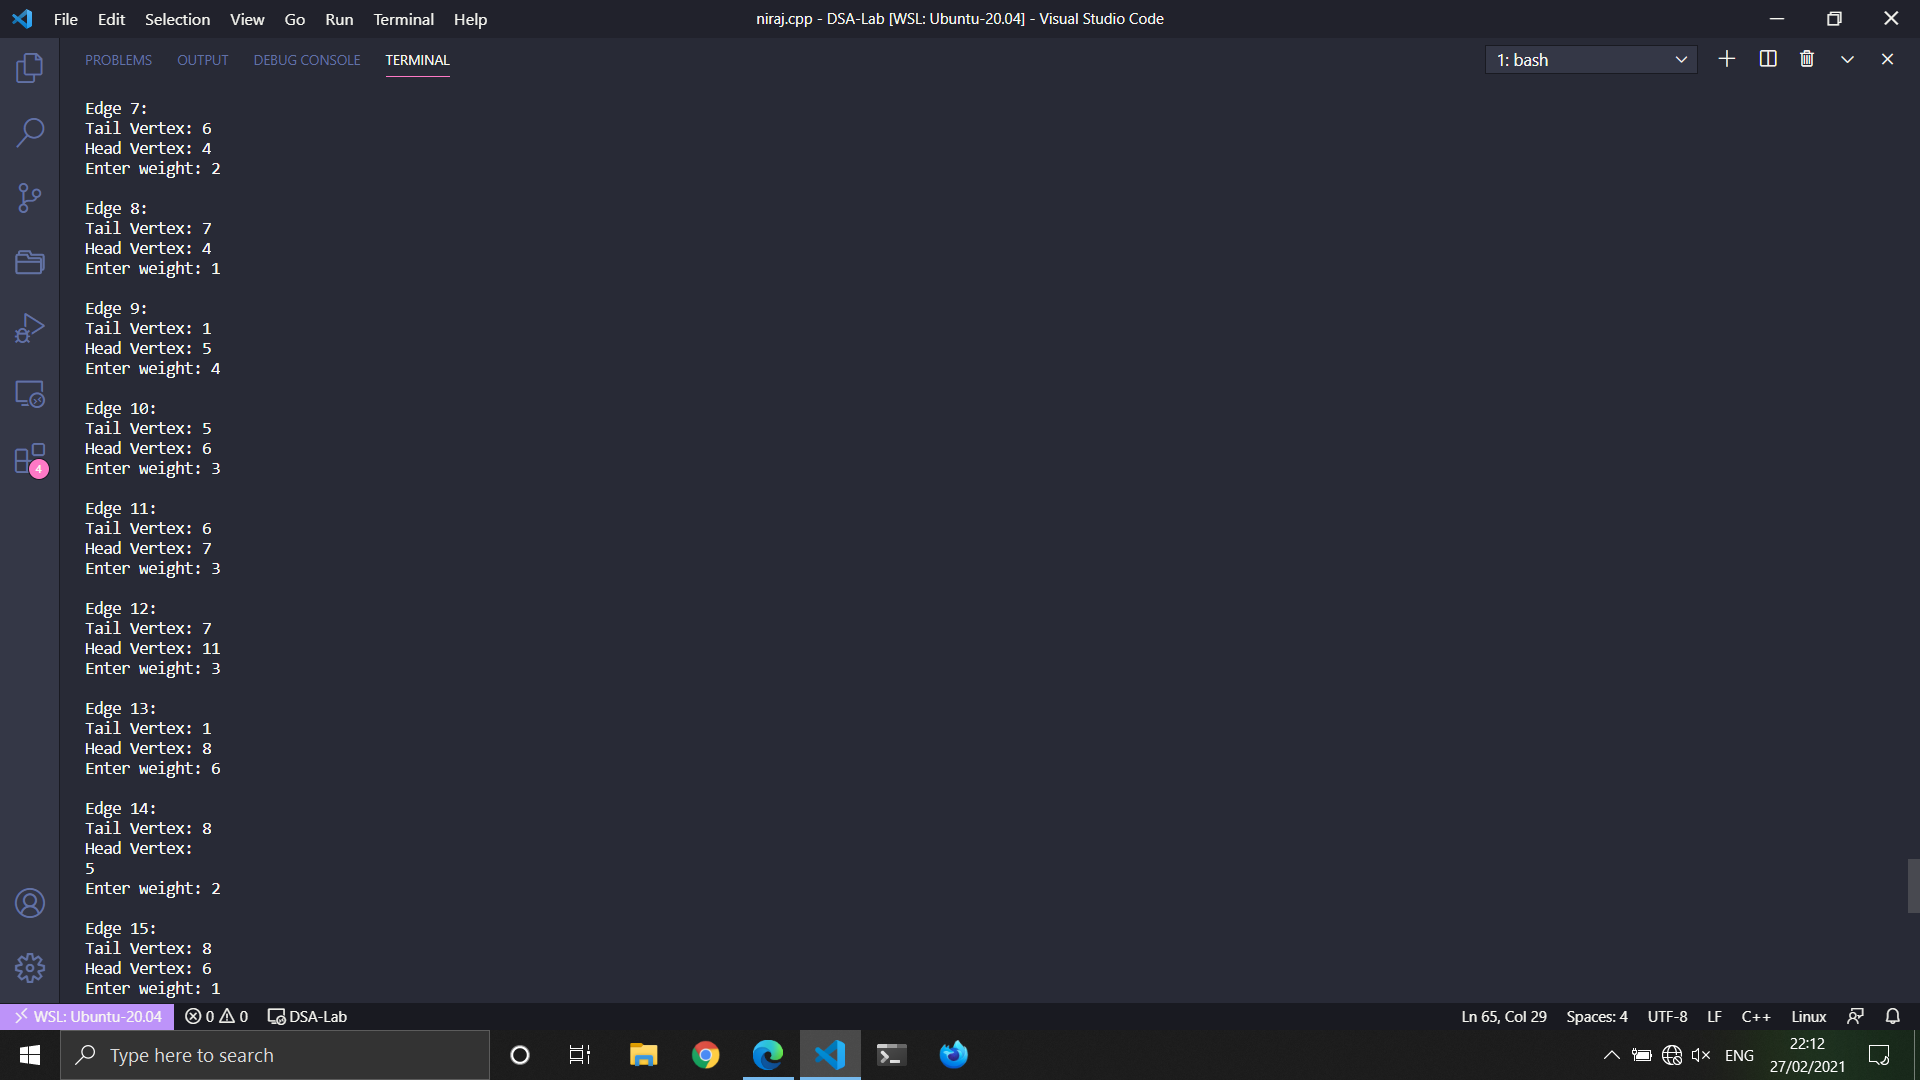 File Edit Selection View Go Run Terminal Help
niraj.cpp - DSA-Lab [WSL: Ubuntu-20.04] - Visual Studio Code
PROBLEMS OUTPUT DEBUG CONSOLE TERMINAL
1: bash
Edge 7:
Tail Vertex: 6
Head Vertex: 4
Enter weight: 2
Edge 8:
Tail Vertex: 7
Head Vertex: 4
Enter weight: 1
Edge 9:
Tail Vertex: 1
Head Vertex: 5
Enter weight: 4
Edge 10:
Tail Vertex: 5
Head Vertex: 6
Enter weight: 3
Edge 11:
Tail Vertex: 6
Head Vertex: 7
Enter weight: 3
Edge 12:
Tail Vertex: 7
Head Vertex: 11
Enter weight: 3
Edge 13:
Tail Vertex: 1
Head Vertex: 8
Enter weight: 6
Edge 14:
Tail Vertex: 8
Head Vertex:
5
Enter weight: 2
Edge 15:
Tail Vertex: 8
Head Vertex: 6
Enter weight: 1
4
WSL: Ubuntu-20.04 0 0 DSA-Lab
Ln 65, Col 29 Spaces: 4 UTF-8 LF C++ Linux
Type here to search
ENG
22:12
27/02/2021